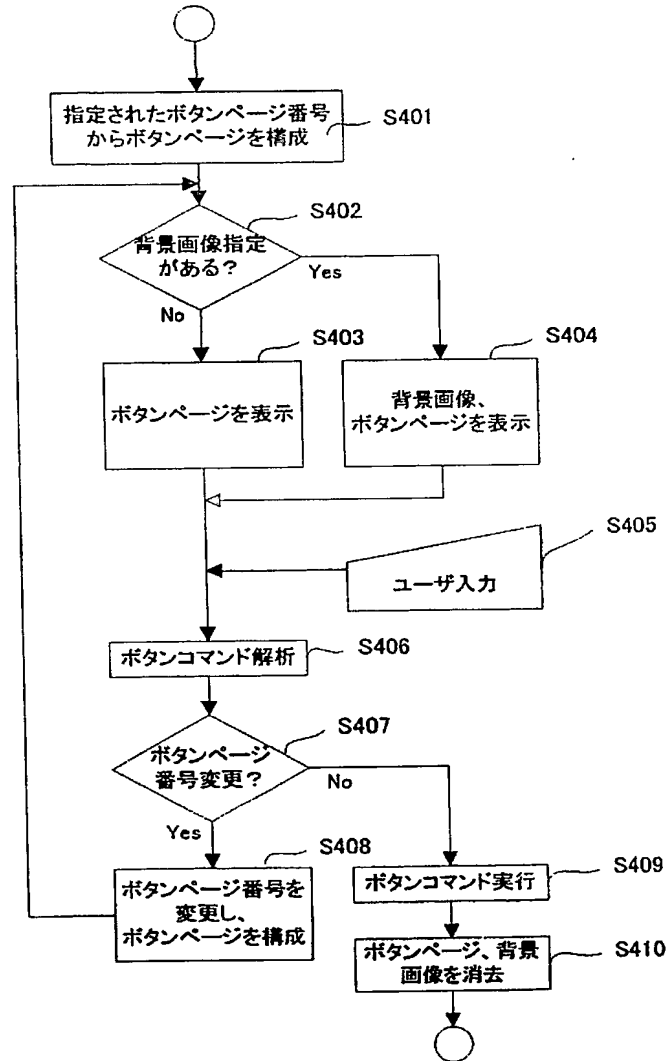 指定されたボタンページ番号
からボタンページを構成
S401
S402
背景画像指定
がある？
Yes
No
S403
S404
ボタンページを表示
背景画像、
ボタンページを表示
S405
ユーザ入力
ボタンコマンド解析
S406
S407
ボタンページ
番号変更？
No
Yes
S408
ボタンページ番号を
変更し、
ボタンページを構成
S409
ボタンコマンド実行
ボタンページ、背景
画像を消去
S410